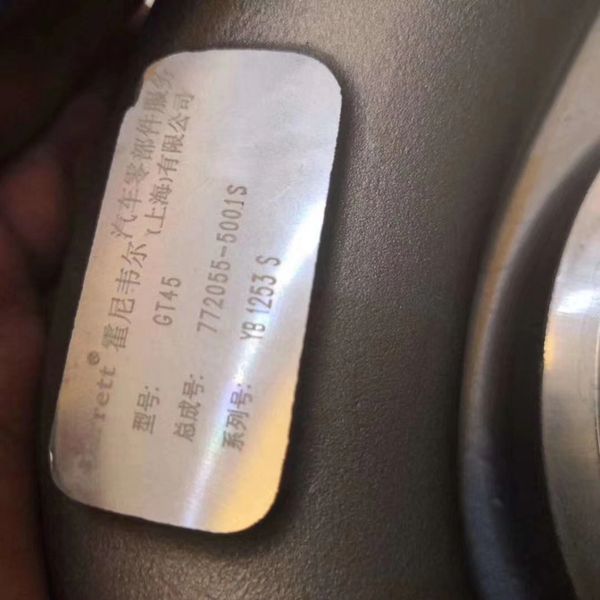 rett® 霍尼韦尔汽车零部件服务
(上海)有限公司
型号: GT45
总成号: 772055-5001S
系列号: YB1253S